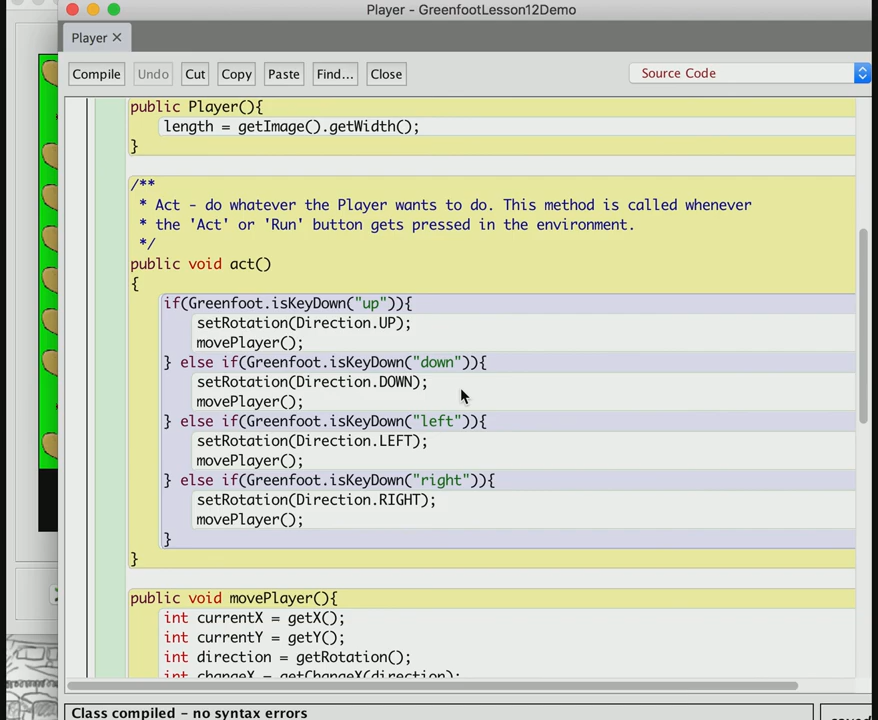 Player - GreenfootLesson12Demo
Player ✕
Compile Undo Cut Copy Paste Find... Close Source Code
public Player(){
length = getImage().getWidth();
}
/**
* Act - do whatever the Player wants to do. This method is called whenever
* the 'Act' or 'Run' button gets pressed in the environment.
*/
public void act()
{
if(Greenfoot.isKeyDown("up")){
setRotation(Direction.UP);
movePlayer();
} else if(Greenfoot.isKeyDown("down")){
setRotation(Direction.DOWN);
movePlayer();
} else if(Greenfoot.isKeyDown("left")){
setRotation(Direction.LEFT);
movePlayer();
} else if(Greenfoot.isKeyDown("right")){
setRotation(Direction.RIGHT);
movePlayer();
}
}
public void movePlayer(){
int currentX = getX();
int currentY = getY();
int direction = getRotation();
int changeX = getChangeX(direction);
Class compiled - no syntax errors
saved